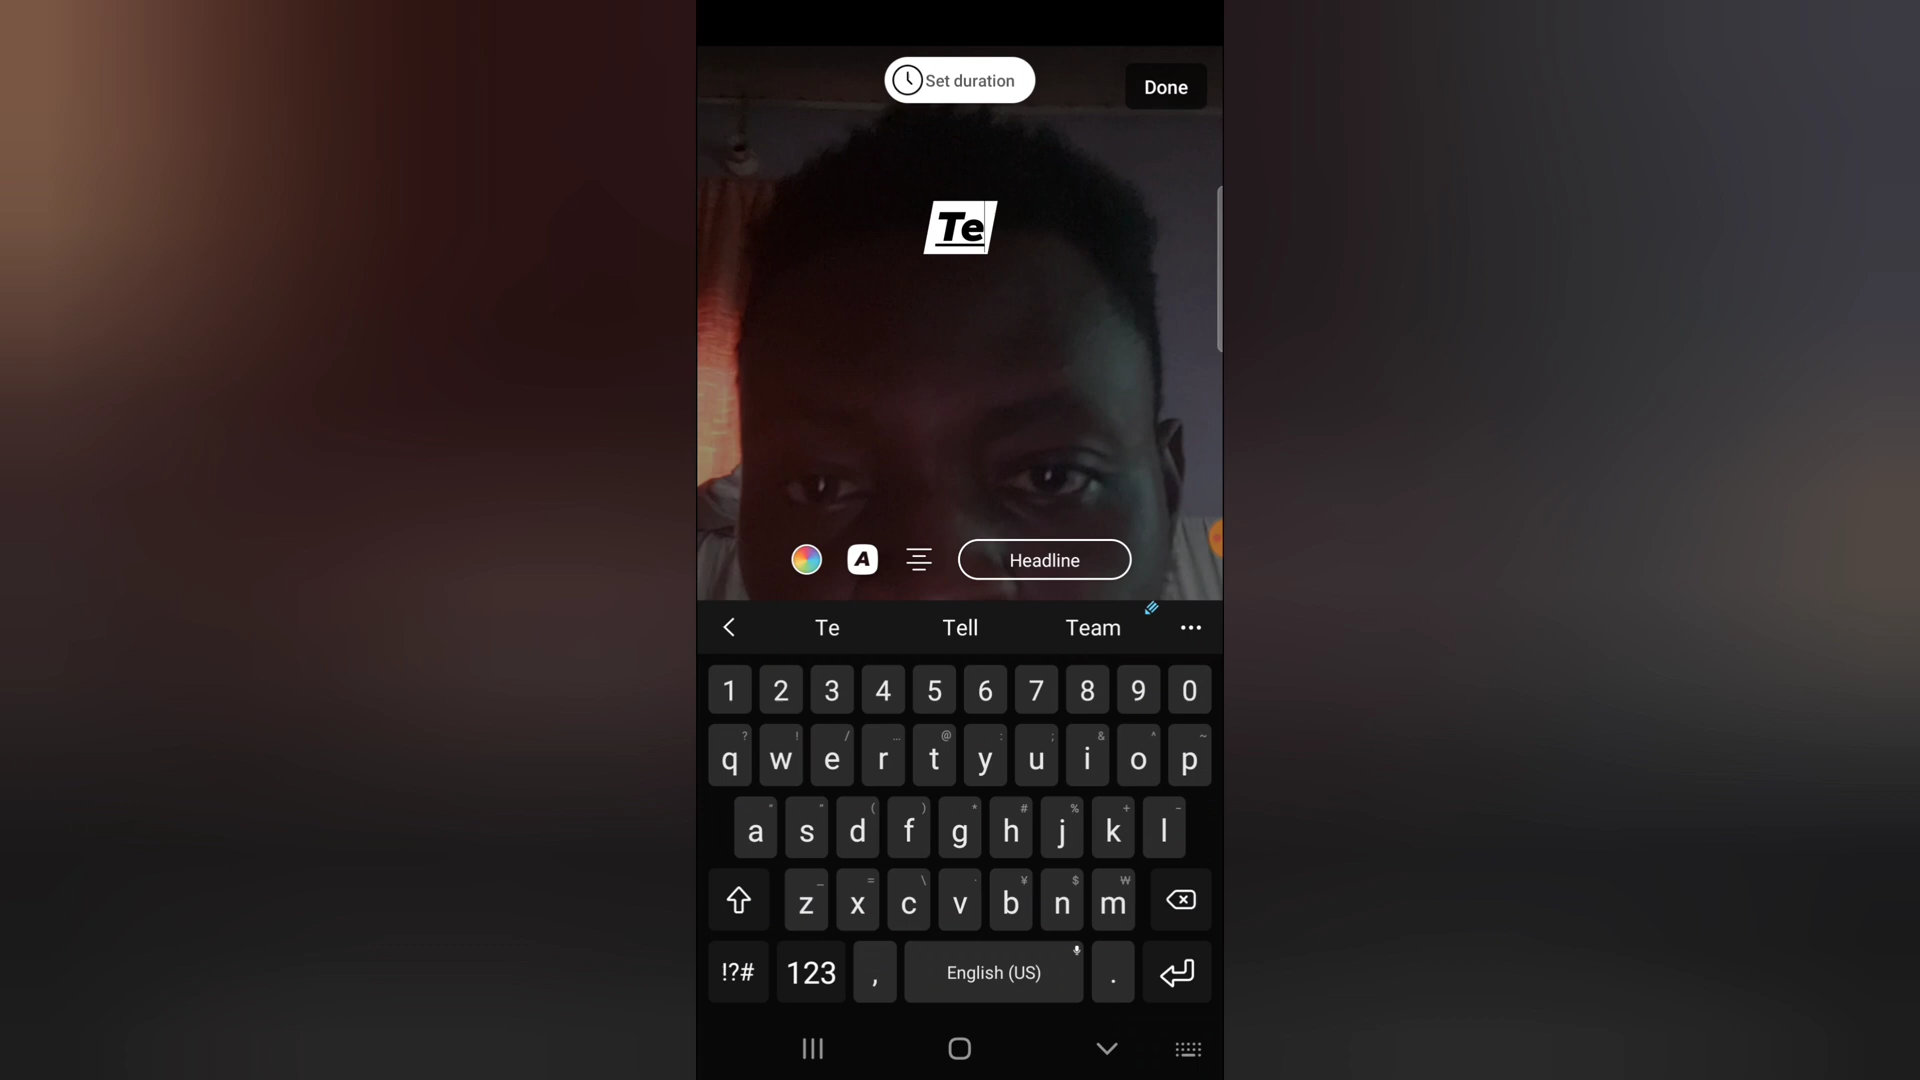 Set duration
Done
Te
A
Headline
Te Tell Team
1 2 3 4 5 6 7 8 9 0
? ! / ... @ : ; & ^ ~
q w e r t y u i o p
( ) * # % + -
a s d f g h j k l
_ = \ · ¥ $ ₩
z x c v b n m
!?# 123 , English (US) .